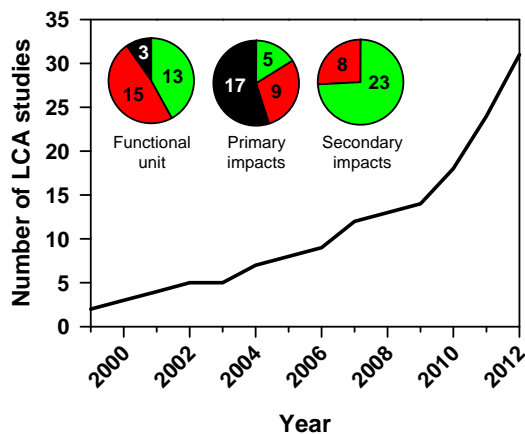 35
30
25
20
15
10
5
0
Number of LCA studies
3
13
15
Functional
unit
5
17
9
Primary
impacts
8
23
Secondary
impacts
2000
2002
2004
2006
2008
2010
2012
Year